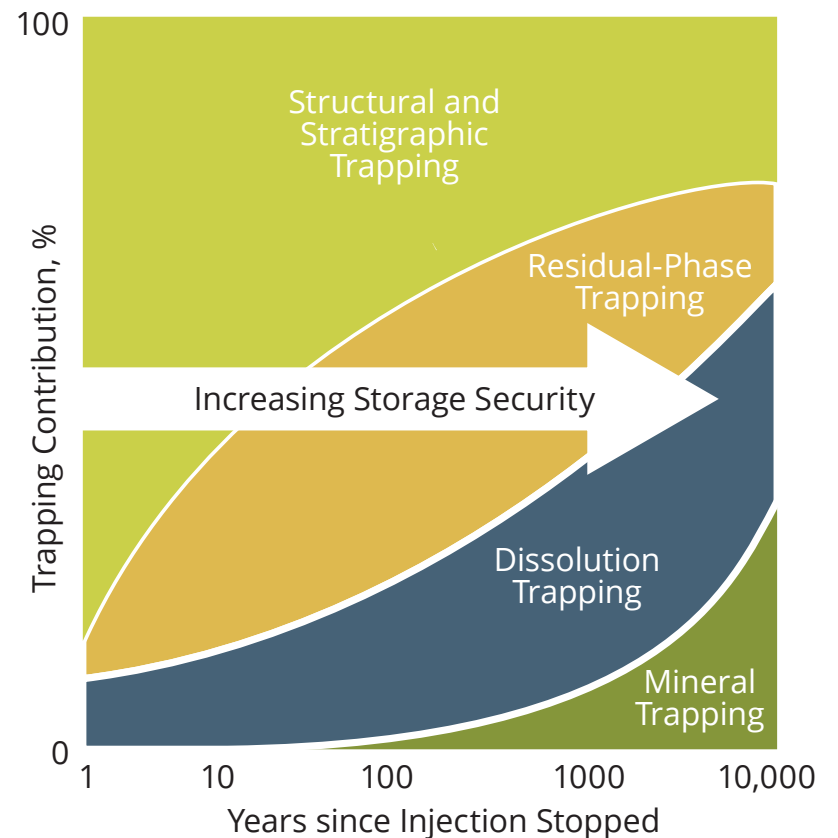 100
Structural and
Stratigraphic
Trapping
Residual-Phase
Trapping
Trapping Contribution, %
Increasing Storage Security
Dissolution
Trapping
Mineral
Trapping
0
1 10 100 1000 10,000
Years since Injection Stopped